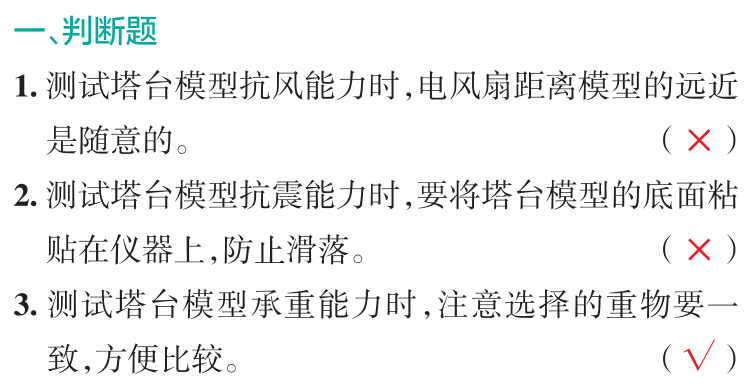 一、判断题
1. 测试塔台模型抗风能力时,电风扇距离模型的远近
是随意的。 （ × ）
2. 测试塔台模型抗震能力时,要将塔台模型的底面粘
贴在仪器上,防止滑落。 （ × ）
3. 测试塔台模型承重能力时,注意选择的重物要一
致,方便比较。 （ √ ）